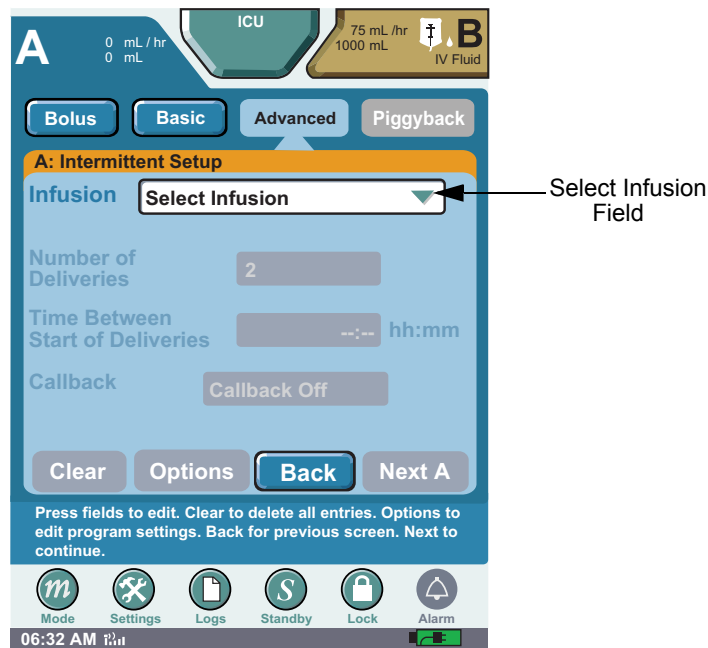 A
0 mL / hr
0 mL
ICU
75 mL /hr
1000 mL
B
IV Fluid
Bolus Basic Advanced Piggyback
A: Intermittent Setup
Infusion Select Infusion
Select Infusion
Field
Number of
Deliveries
2
Time Between
Start of Deliveries
--:-- hh:mm
Callback Callback Off
Clear Options Back Next A
Press fields to edit. Clear to delete all entries. Options to
edit program settings. Back for previous screen. Next to
continue.
m S
Mode Settings Logs Standby Lock Alarm
06:32 AM